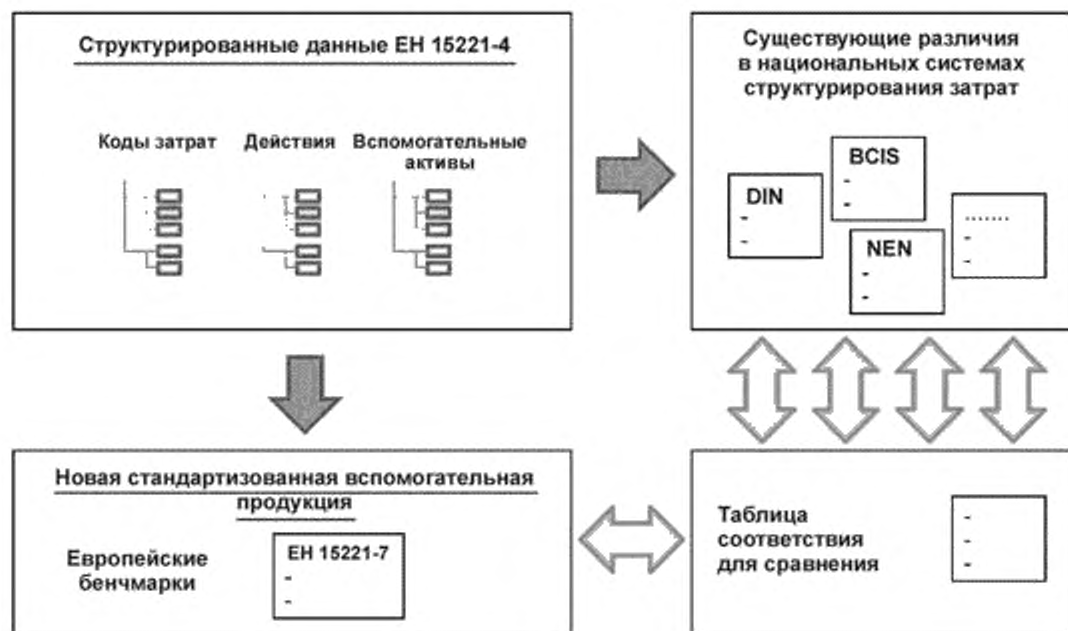 Структурированные данные ЕН 15221-4
Коды затрат
Действия
Вспомогательные
активы
Существующие различия
в национальных системах
структурирования затрат
DIN
-
-
BCIS
-
-
NEN
-
-
.......
-
-
Новая стандартизованная вспомогательная
продукция
Европейские
бенчмарки
ЕН 15221-7
-
-
Таблица
соответствия
для сравнения
-
-
-